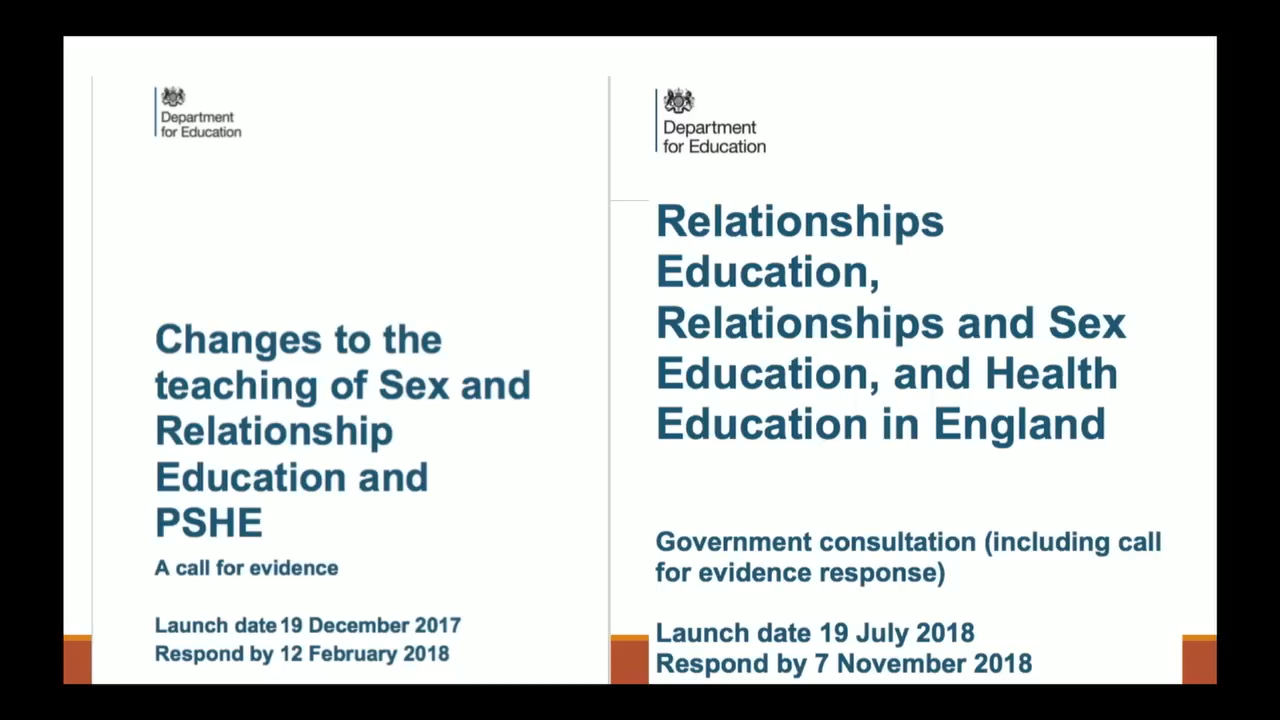 Department
for Education
Changes to the
teaching of Sex and
Relationship
Education and
PSHE
A call for evidence
Launch date 19 December 2017
Respond by 12 February 2018
Department
for Education
Relationships
Education,
Relationships and Sex
Education, and Health
Education in England
Government consultation (including call
for evidence response)
Launch date 19 July 2018
Respond by 7 November 2018